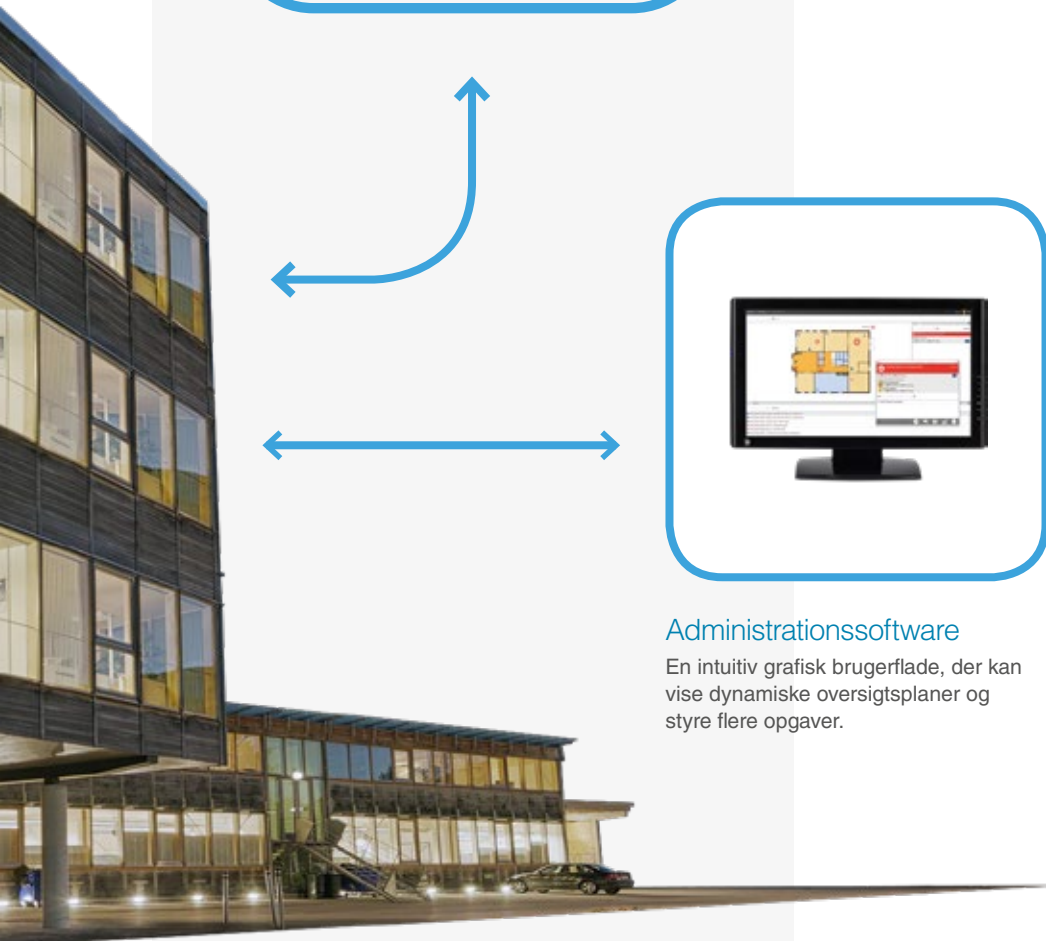 Administrationssoftware
En intuitiv grafisk brugerflade, der kan
vise dynamiske oversigtsplaner og
styre flere opgaver.